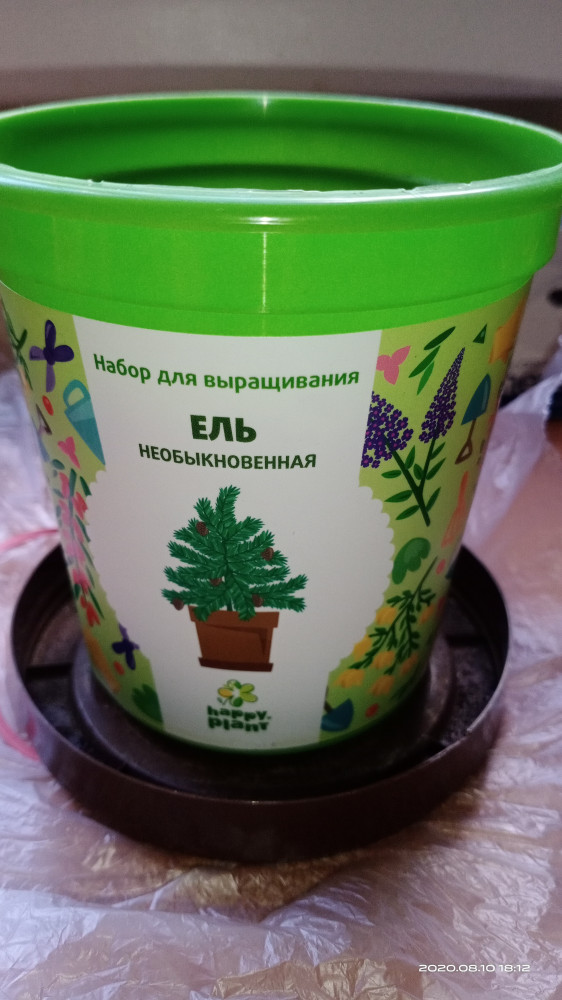 Набор для выращивания
ЕЛЬ
НЕОБЫКНОВЕННАЯ
happy
plant
2020.08.10 18:12